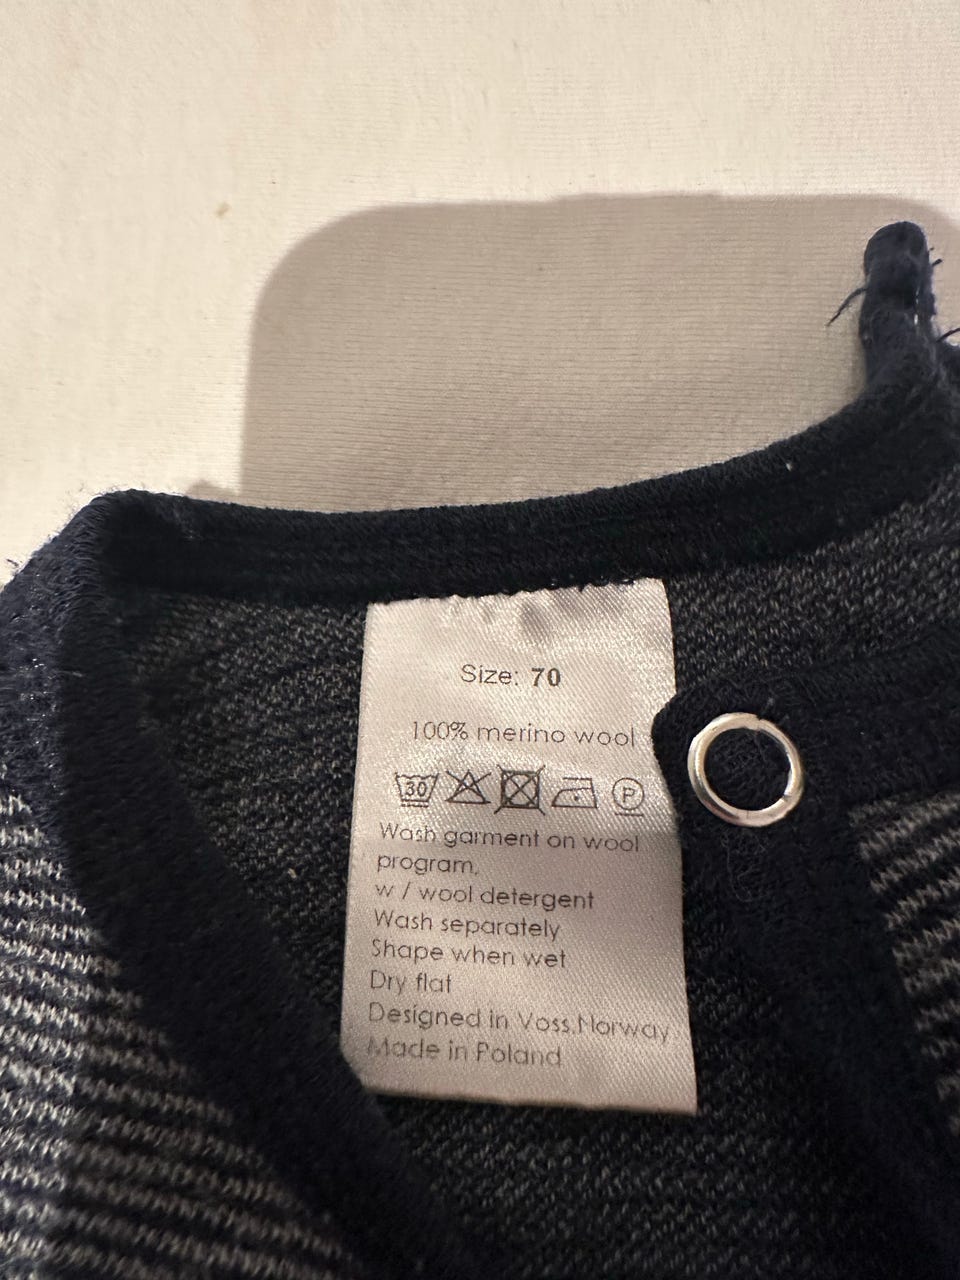 Size: 70
100% merino wool
30 P
Wash garment on wool
program,
w / wool detergent
Wash separately
Shape when wet
Dry flat
Designed in Voss,Norway
Made in Poland